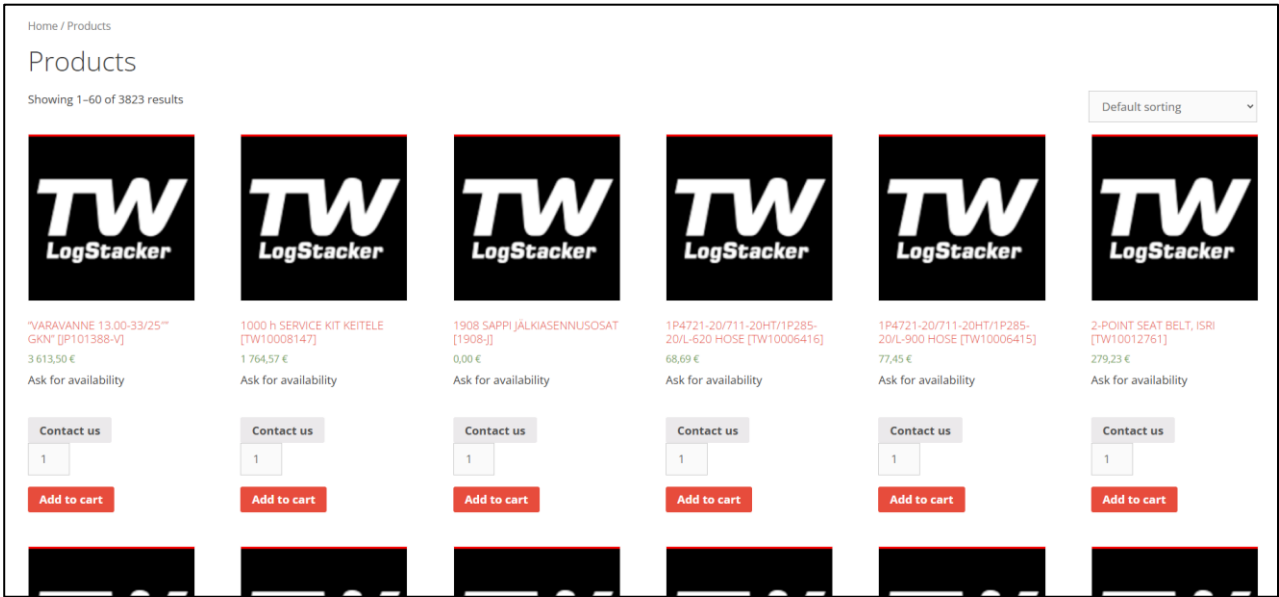 Home / Products
Products
Showing 1–60 of 3823 results
Default sorting
TW
LogStacker
TW
LogStacker
TW
LogStacker
TW
LogStacker
TW
LogStacker
TW
LogStacker
"VARAVANNE 13.00-33/25""
GKN" [JP101388-V]
3 613,50 €
Ask for availability
Contact us
1
Add to cart
1000 h SERVICE KIT KEITELE
[TW10008147]
1 764,57 €
Ask for availability
Contact us
1
Add to cart
1908 SAPPI JÄLKIASENNUSOSAT
[1908-J]
0,00 €
Ask for availability
Contact us
1
Add to cart
1P4721-20/711-20HT/1P285-
20/L-620 HOSE [TW10006416]
68,69 €
Ask for availability
Contact us
1
Add to cart
1P4721-20/711-20HT/1P285-
20/L-900 HOSE [TW10006415]
77,45 €
Ask for availability
Contact us
1
Add to cart
2-POINT SEAT BELT, ISRI
[TW10012761]
279,23 €
Ask for availability
Contact us
1
Add to cart